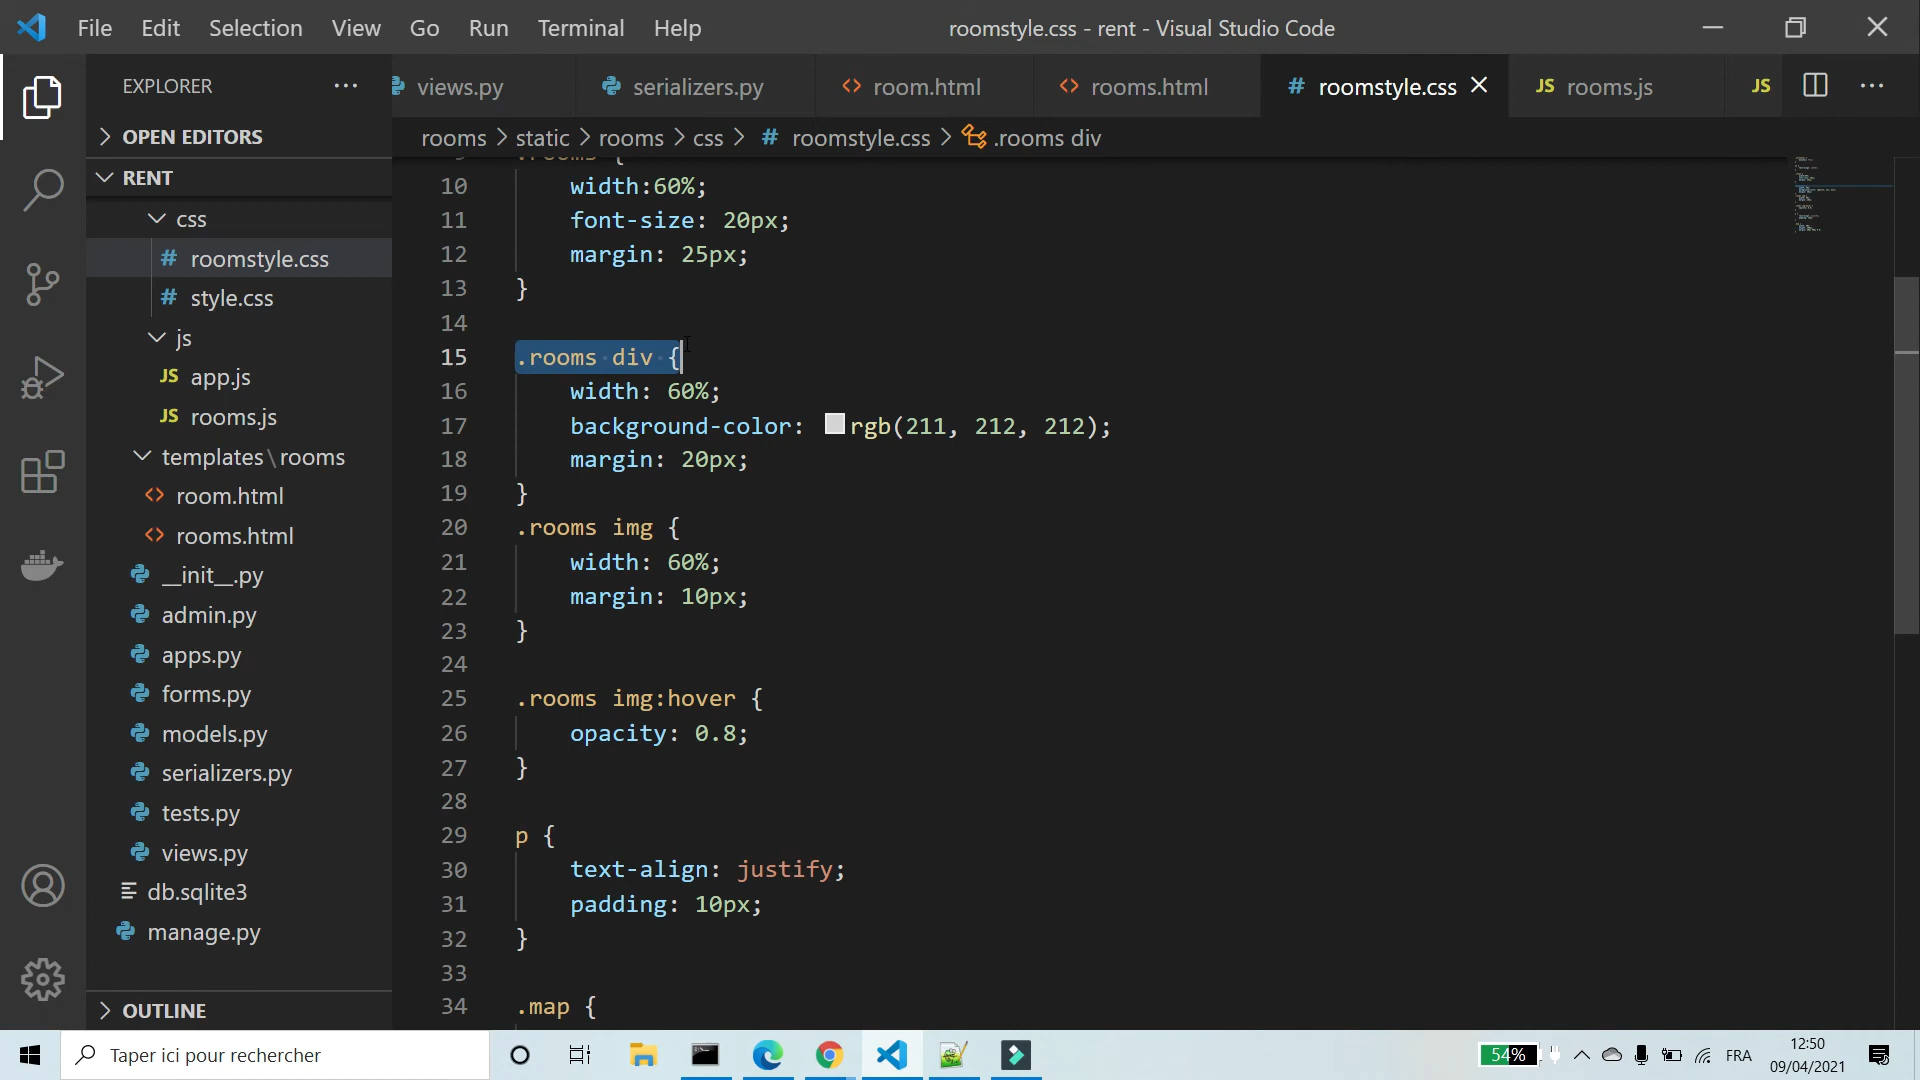 File Edit Selection View Go Run Terminal Help roomstyle.css - rent - Visual Studio Code
EXPLORER
views.py serializers.py room.html rooms.html # roomstyle.css JS rooms.js JS
OPEN EDITORS
rooms > static > rooms > css > # roomstyle.css > .rooms div
RENT
css
# roomstyle.css
# style.css
js
JS app.js
JS rooms.js
templates\rooms
room.html
rooms.html
__init__.py
admin.py
apps.py
forms.py
models.py
serializers.py
tests.py
views.py
db.sqlite3
manage.py
OUTLINE
9 .rooms {
10 width:60%;
11 font-size: 20px;
12 margin: 25px;
13 }
14
15 .rooms div {
16 width: 60%;
17 background-color: rgb(211, 212, 212);
18 margin: 20px;
19 }
20 .rooms img {
21 width: 60%;
22 margin: 10px;
23 }
24
25 .rooms img:hover {
26 opacity: 0.8;
27 }
28
29 p {
30 text-align: justify;
31 padding: 10px;
32 }
33
34 .map {
Taper ici pour rechercher
54%
FRA
12:50
09/04/2021